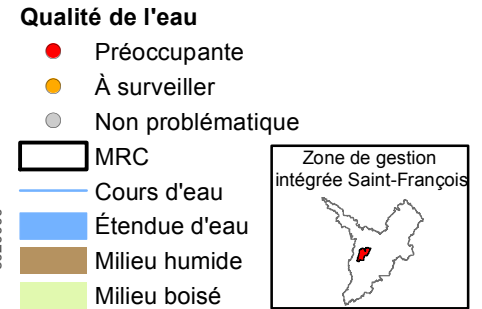 Qualité de l'eau
Préoccupante
À surveiller
Non problématique
MRC
Cours d'eau
Étendue d'eau
Milieu humide
Milieu boisé
Zone de gestion
intégrée Saint-François